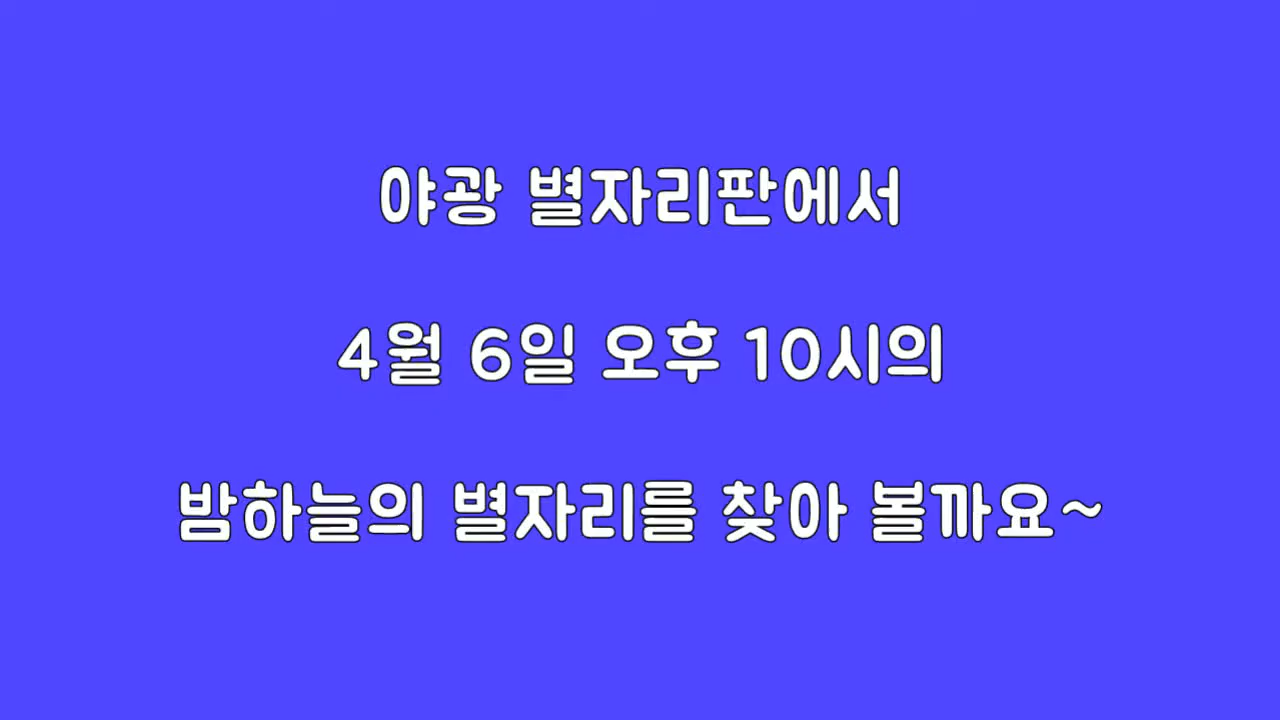 야광 별자리판에서
4월 6일 오후 10시의
밤하늘의 별자리를 찾아 볼까요~